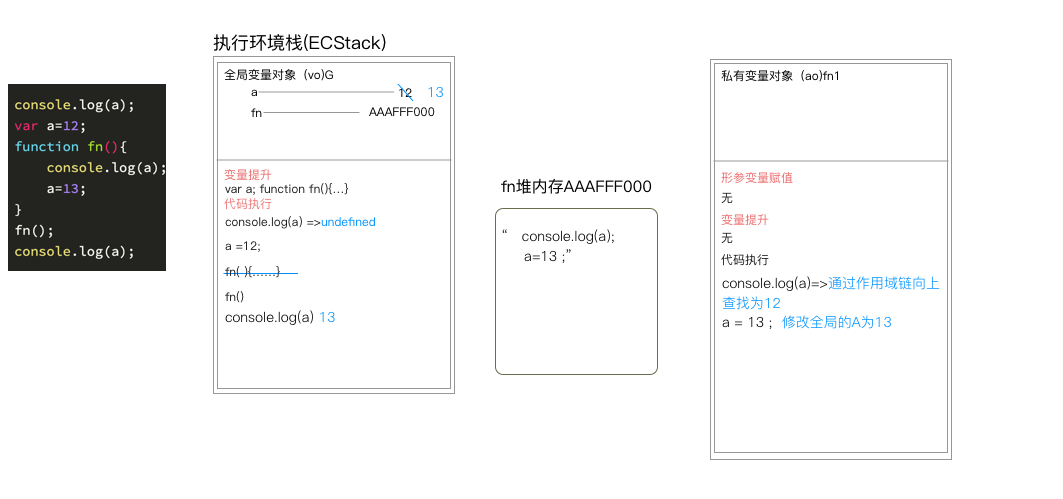 console.log(a);
var a=12;
function fn(){
    console.log(a);
    a=13;
}
fn();
console.log(a);
执行环境栈(ECStack)
全局变量对象（vo)G
a 12 13
fn AAAFFF000
变量提升
var a; function fn(){...}
代码执行
console.log(a) =>undefined
a =12;
fn( ){......}
fn()
console.log(a) 13
fn堆内存AAAFFF000
“ console.log(a);
a=13 ;”
私有变量对象（ao)fn1
形参变量赋值
无
变量提升
无
代码执行
console.log(a)=>通过作用域链向上
查找为12
a = 13 ; 修改全局的A为13